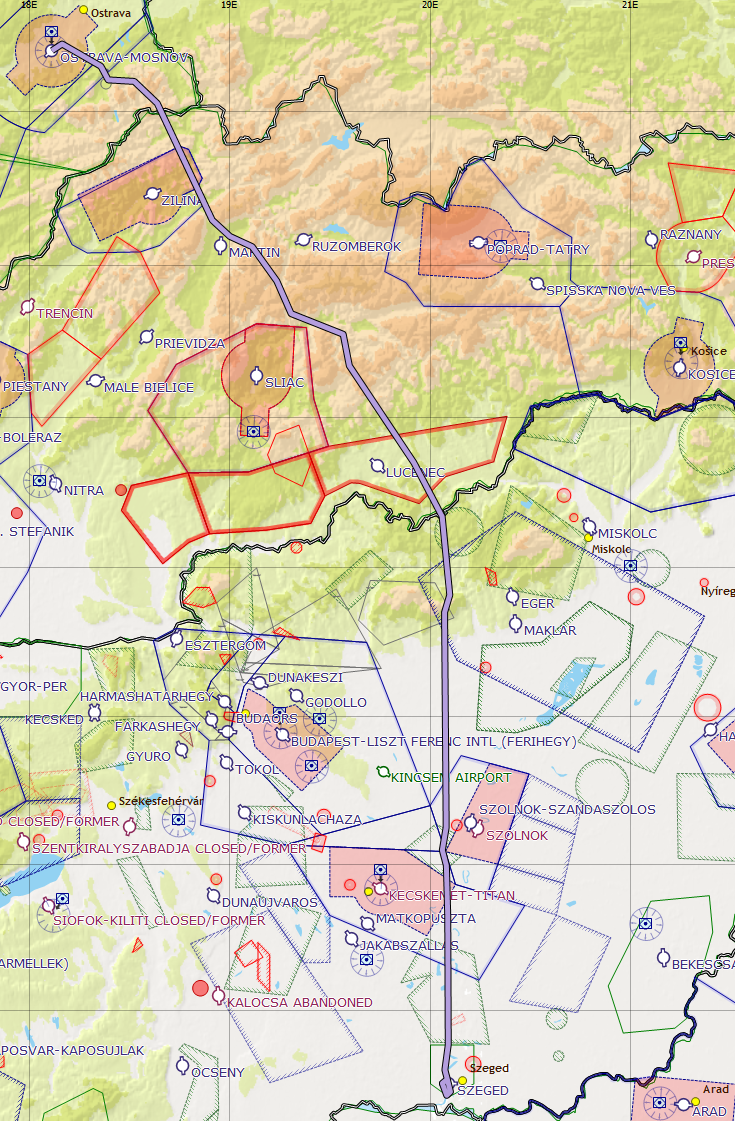 18E
19E
20E
21E
Ostrava
OSTRAVA-MOSNOV
ZILINA
MARTIN
RUZOMBEROK
POPRAD-TATRY
RAZNANY
PRES
SPISSKA NOVA VES
TRENCIN
PRIEVIDZA
Košice
KOSICE
PIESTANY
MALE BIELICE
SLIAC
-BOLERAZ
LUCENEC
NITRA
. STEFANIK
MISKOLC
Miskolc
Nyíreg
EGER
MAKLAR
ESZTERGOM
DUNAKESZI
GYOR-PER
HARMASHATARHEGY
GODOLLO
KECSKED
FARKASHEGY
BUDAORS
BUDAPEST-LISZT FERENC INTL (FERIHEGY)
HA
GYURO
TOKOL
KINCSEM AIRPORT
Székesfehérvár
SZOLNOK-SZANDASZOLOS
D CLOSED/FORMER
KISKUNLACHAZA
SZOLNOK
SZENTKIRALYSZABADJA CLOSED/FORMER
KECSKEMET-TITAN
DUNAUJVAROS
SIOFOK-KILITI CLOSED/FORMER
MATKOPUSZTA
JAKABSZALLAS
ARMELLEK)
BEKESCSA
KALOCSA ABANDONED
APOSVAR-KAPOSUJLAK
OCSENY
Szeged
SZEGED
Arad
ARAD